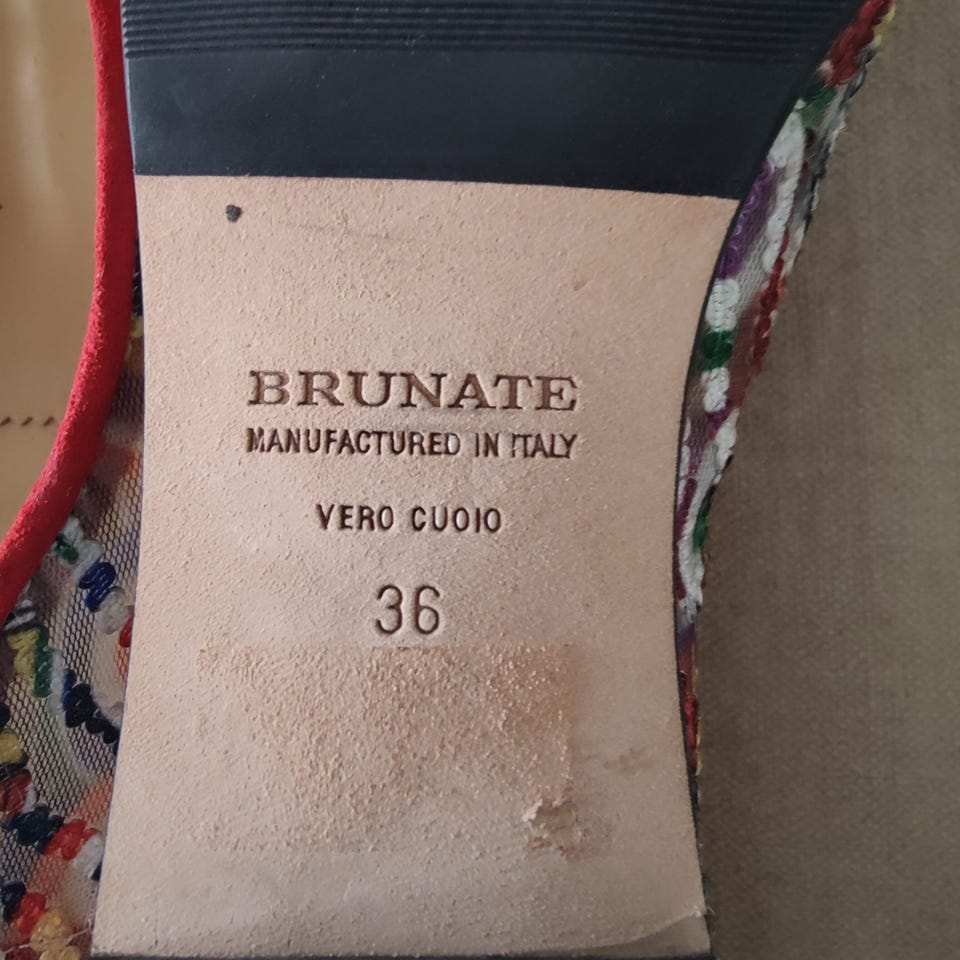 BRUNATE
MANUFACTURED IN ITALY
VERO CUOIO
36